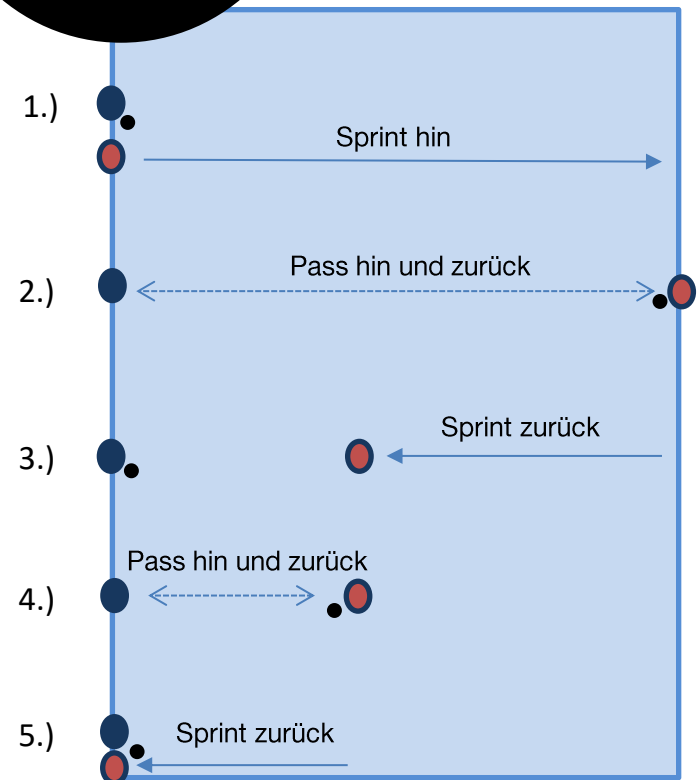 1.)
Sprint hin
Pass hin und zurück
2.)
Sprint zurück
3.)
Pass hin und zurück
4.)
Sprint zurück
5.)